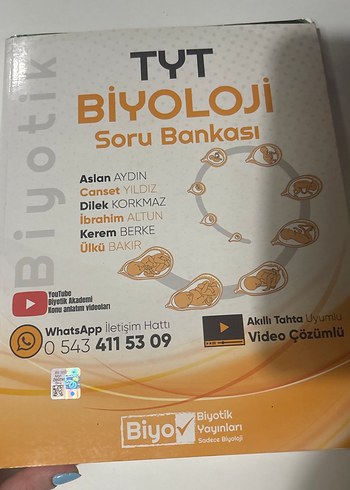 Biyotik
TYT
BİYOLOJİ
Soru Bankası
Aslan AYDIN
Canset YILDIZ
Dilek KORKMAZ
İbrahim ALTUN
Kerem BERKE
Ülkü BAKIR
YouTube
Biyotik Akademi
Konu anlatım videoları
WhatsApp İletişim Hattı
0 543 411 53 09
Akıllı Tahta Uyumlu
Video Çözümlü
Biyo
Biyotik
Yayınları
Sadece Biyoloji